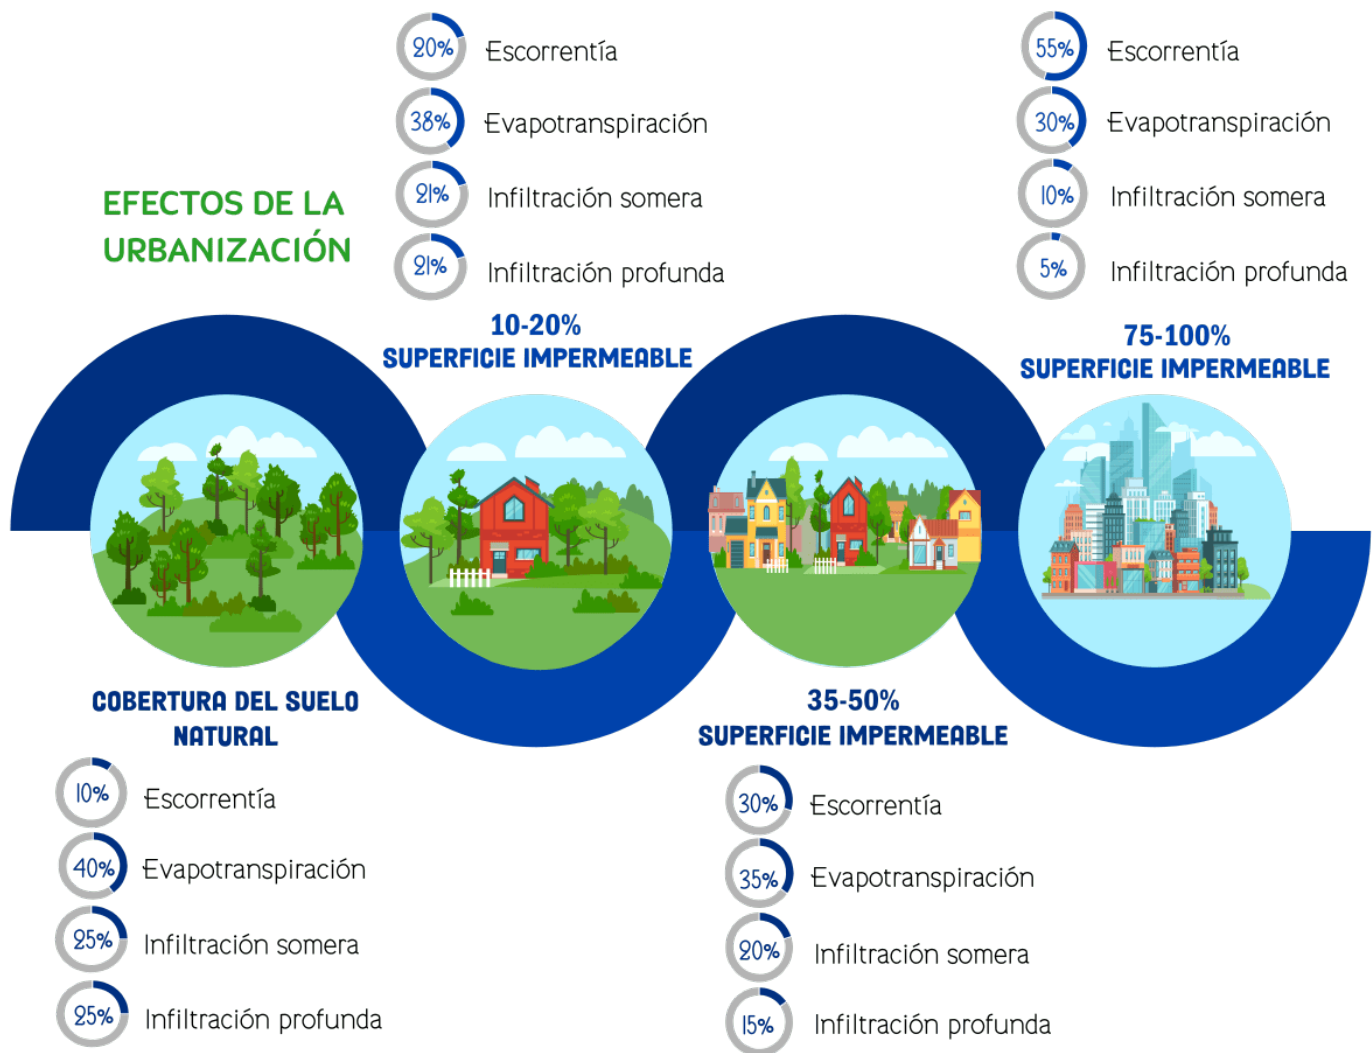 EFECTOS DE LA
URBANIZACIÓN
COBERTURA DEL SUELO
NATURAL
10% Escorrentía
40% Evapotranspiración
25% Infiltración somera
25% Infiltración profunda
20% Escorrentía
38% Evapotranspiración
21% Infiltración somera
21% Infiltración profunda
10-20%
SUPERFICIE IMPERMEABLE
35-50%
SUPERFICIE IMPERMEABLE
30% Escorrentía
35% Evapotranspiración
20% Infiltración somera
15% Infiltración profunda
55% Escorrentía
30% Evapotranspiración
10% Infiltración somera
5% Infiltración profunda
75-100%
SUPERFICIE IMPERMEABLE